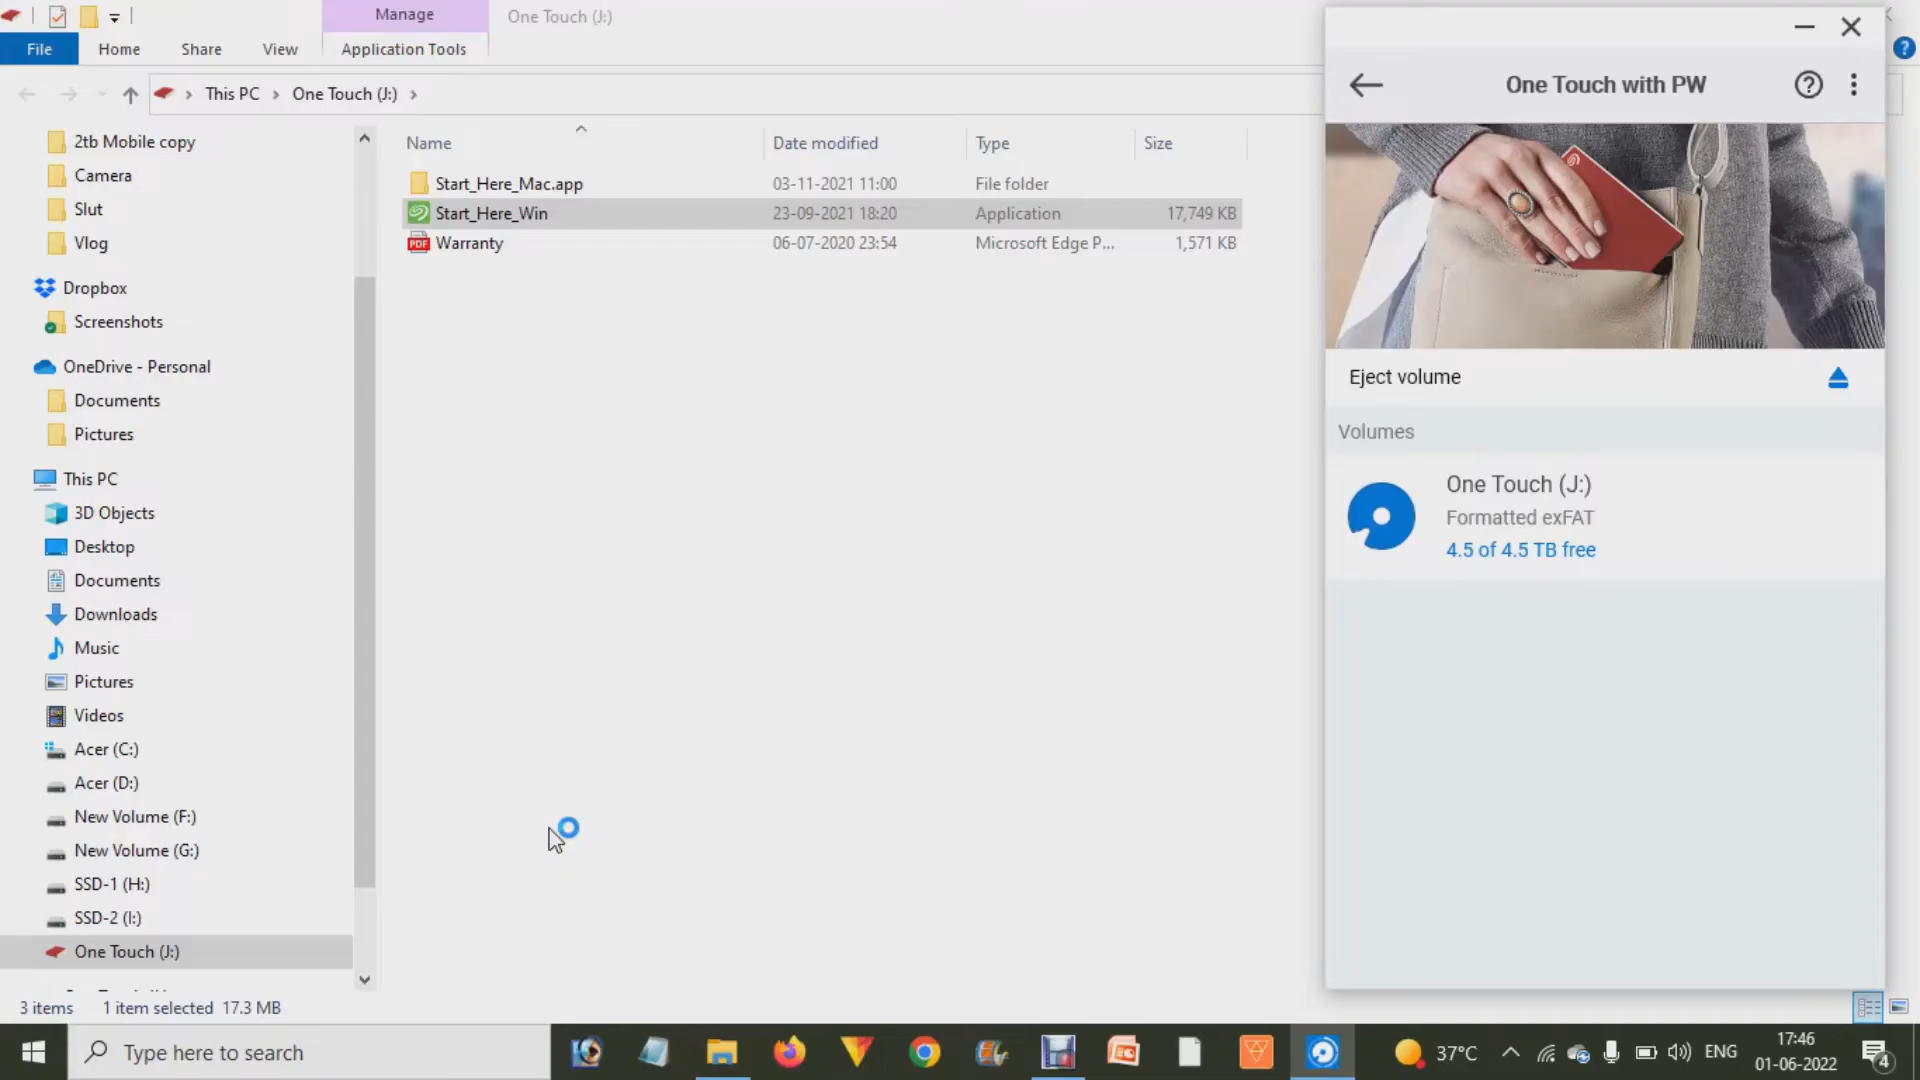 Manage
One Touch (J:)
File
Home
Share
View
Application Tools
This PC
One Touch (J:)
2tb Mobile copy
Camera
Slut
Vlog
Dropbox
Screenshots
OneDrive - Personal
Documents
Pictures
This PC
3D Objects
Desktop
Documents
Downloads
Music
Pictures
Videos
Acer (C:)
Acer (D:)
New Volume (F:)
New Volume (G:)
SSD-1 (H:)
SSD-2 (I:)
One Touch (J:)
Name Date modified Type Size
Start_Here_Mac.app 03-11-2021 11:00 File folder
Start_Here_Win 23-09-2021 18:20 Application 17,749 KB
PDF Warranty 06-07-2020 23:54 Microsoft Edge P... 1,571 KB
One Touch with PW
Eject volume
Volumes
One Touch (J:)
Formatted exFAT
4.5 of 4.5 TB free
3 items 1 item selected 17.3 MB
Type here to search
37°C
ENG
17:46
01-06-2022
4